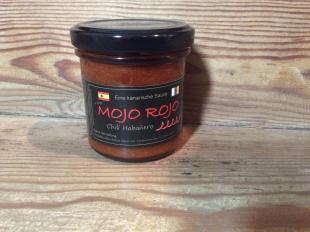 Eine kanarische Sauce
MOJO ROJO
Chili Habañero